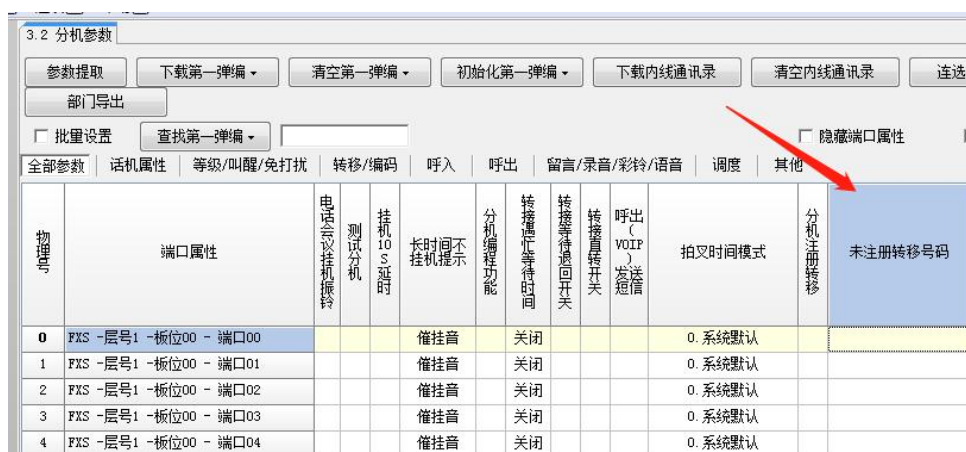 3.2 分机参数
参数提取 下载第一弹编 清空第一弹编 初始化第一弹编 下载内线通讯录 清空内线通讯录 连选
部门导出
批量设置 查找第一弹编 隐藏端口属性
全部参数 话机属性 等级/叫醒/免打扰 转移/编码 呼入 呼出 留言/录音/彩铃/语音 调度 其他
物理号 端口属性 电话会议挂机振铃 测试分机 挂机10S延时 长时间不挂机提示 分机编程功能 转接遇忙等待时间 转接等待退回开关 转接直转开关 呼出(VOIP)发送短信 拍叉时间模式 分机注册转移 未注册转移号码
0 FXS -层号1 -板位00 - 端口00 催挂音 关闭 0.系统默认
1 FXS -层号1 -板位00 - 端口01 催挂音 关闭 0.系统默认
2 FXS -层号1 -板位00 - 端口02 催挂音 关闭 0.系统默认
3 FXS -层号1 -板位00 - 端口03 催挂音 关闭 0.系统默认
4 FXS -层号1 -板位00 - 端口04 催挂音 关闭 0.系统默认